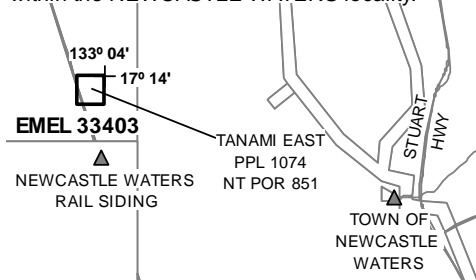 within the NEWCASTLE WATERS locality.
133º 04'
17º 14'
EMEL 33403
TANAMI EAST
PPL 1074
NT POR 851
NEWCASTLE WATERS
RAIL SIDING
STUART
HWY
TOWN OF
NEWCASTLE
WATERS